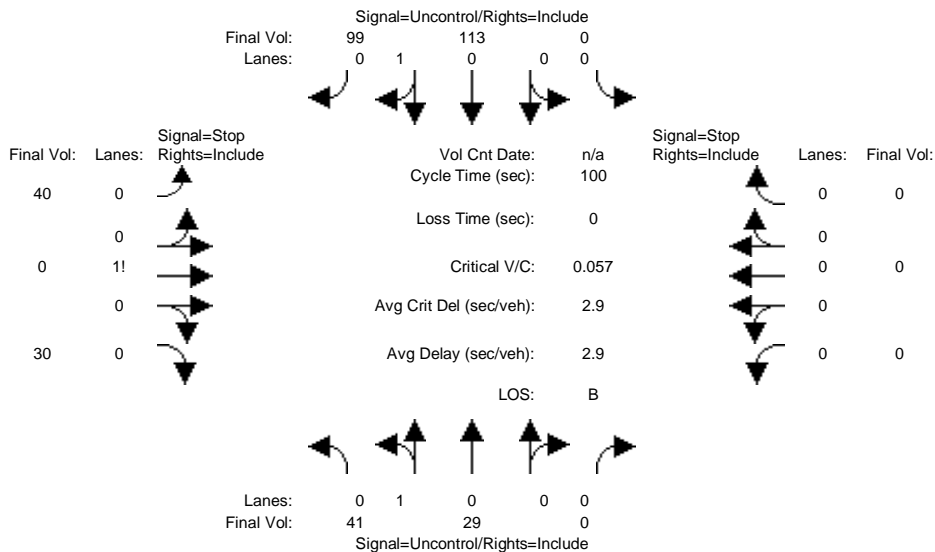 Signal=Uncontrol/Rights=Include
Final Vol: 99 113 0
Lanes: 0 1 0 0 0
Signal=Stop
Final Vol: Lanes: Rights=Include
Vol Cnt Date: n/a
Signal=Stop
Rights=Include Lanes: Final Vol:
Cycle Time (sec): 100
40 0
0 0
Loss Time (sec): 0
0
0
0 1!
Critical V/C: 0.057
0 0
0
Avg Crit Del (sec/veh): 2.9
0
30 0
Avg Delay (sec/veh): 2.9
0 0
LOS: B
Lanes: 0 1 0 0 0
Final Vol: 41 29 0
Signal=Uncontrol/Rights=Include